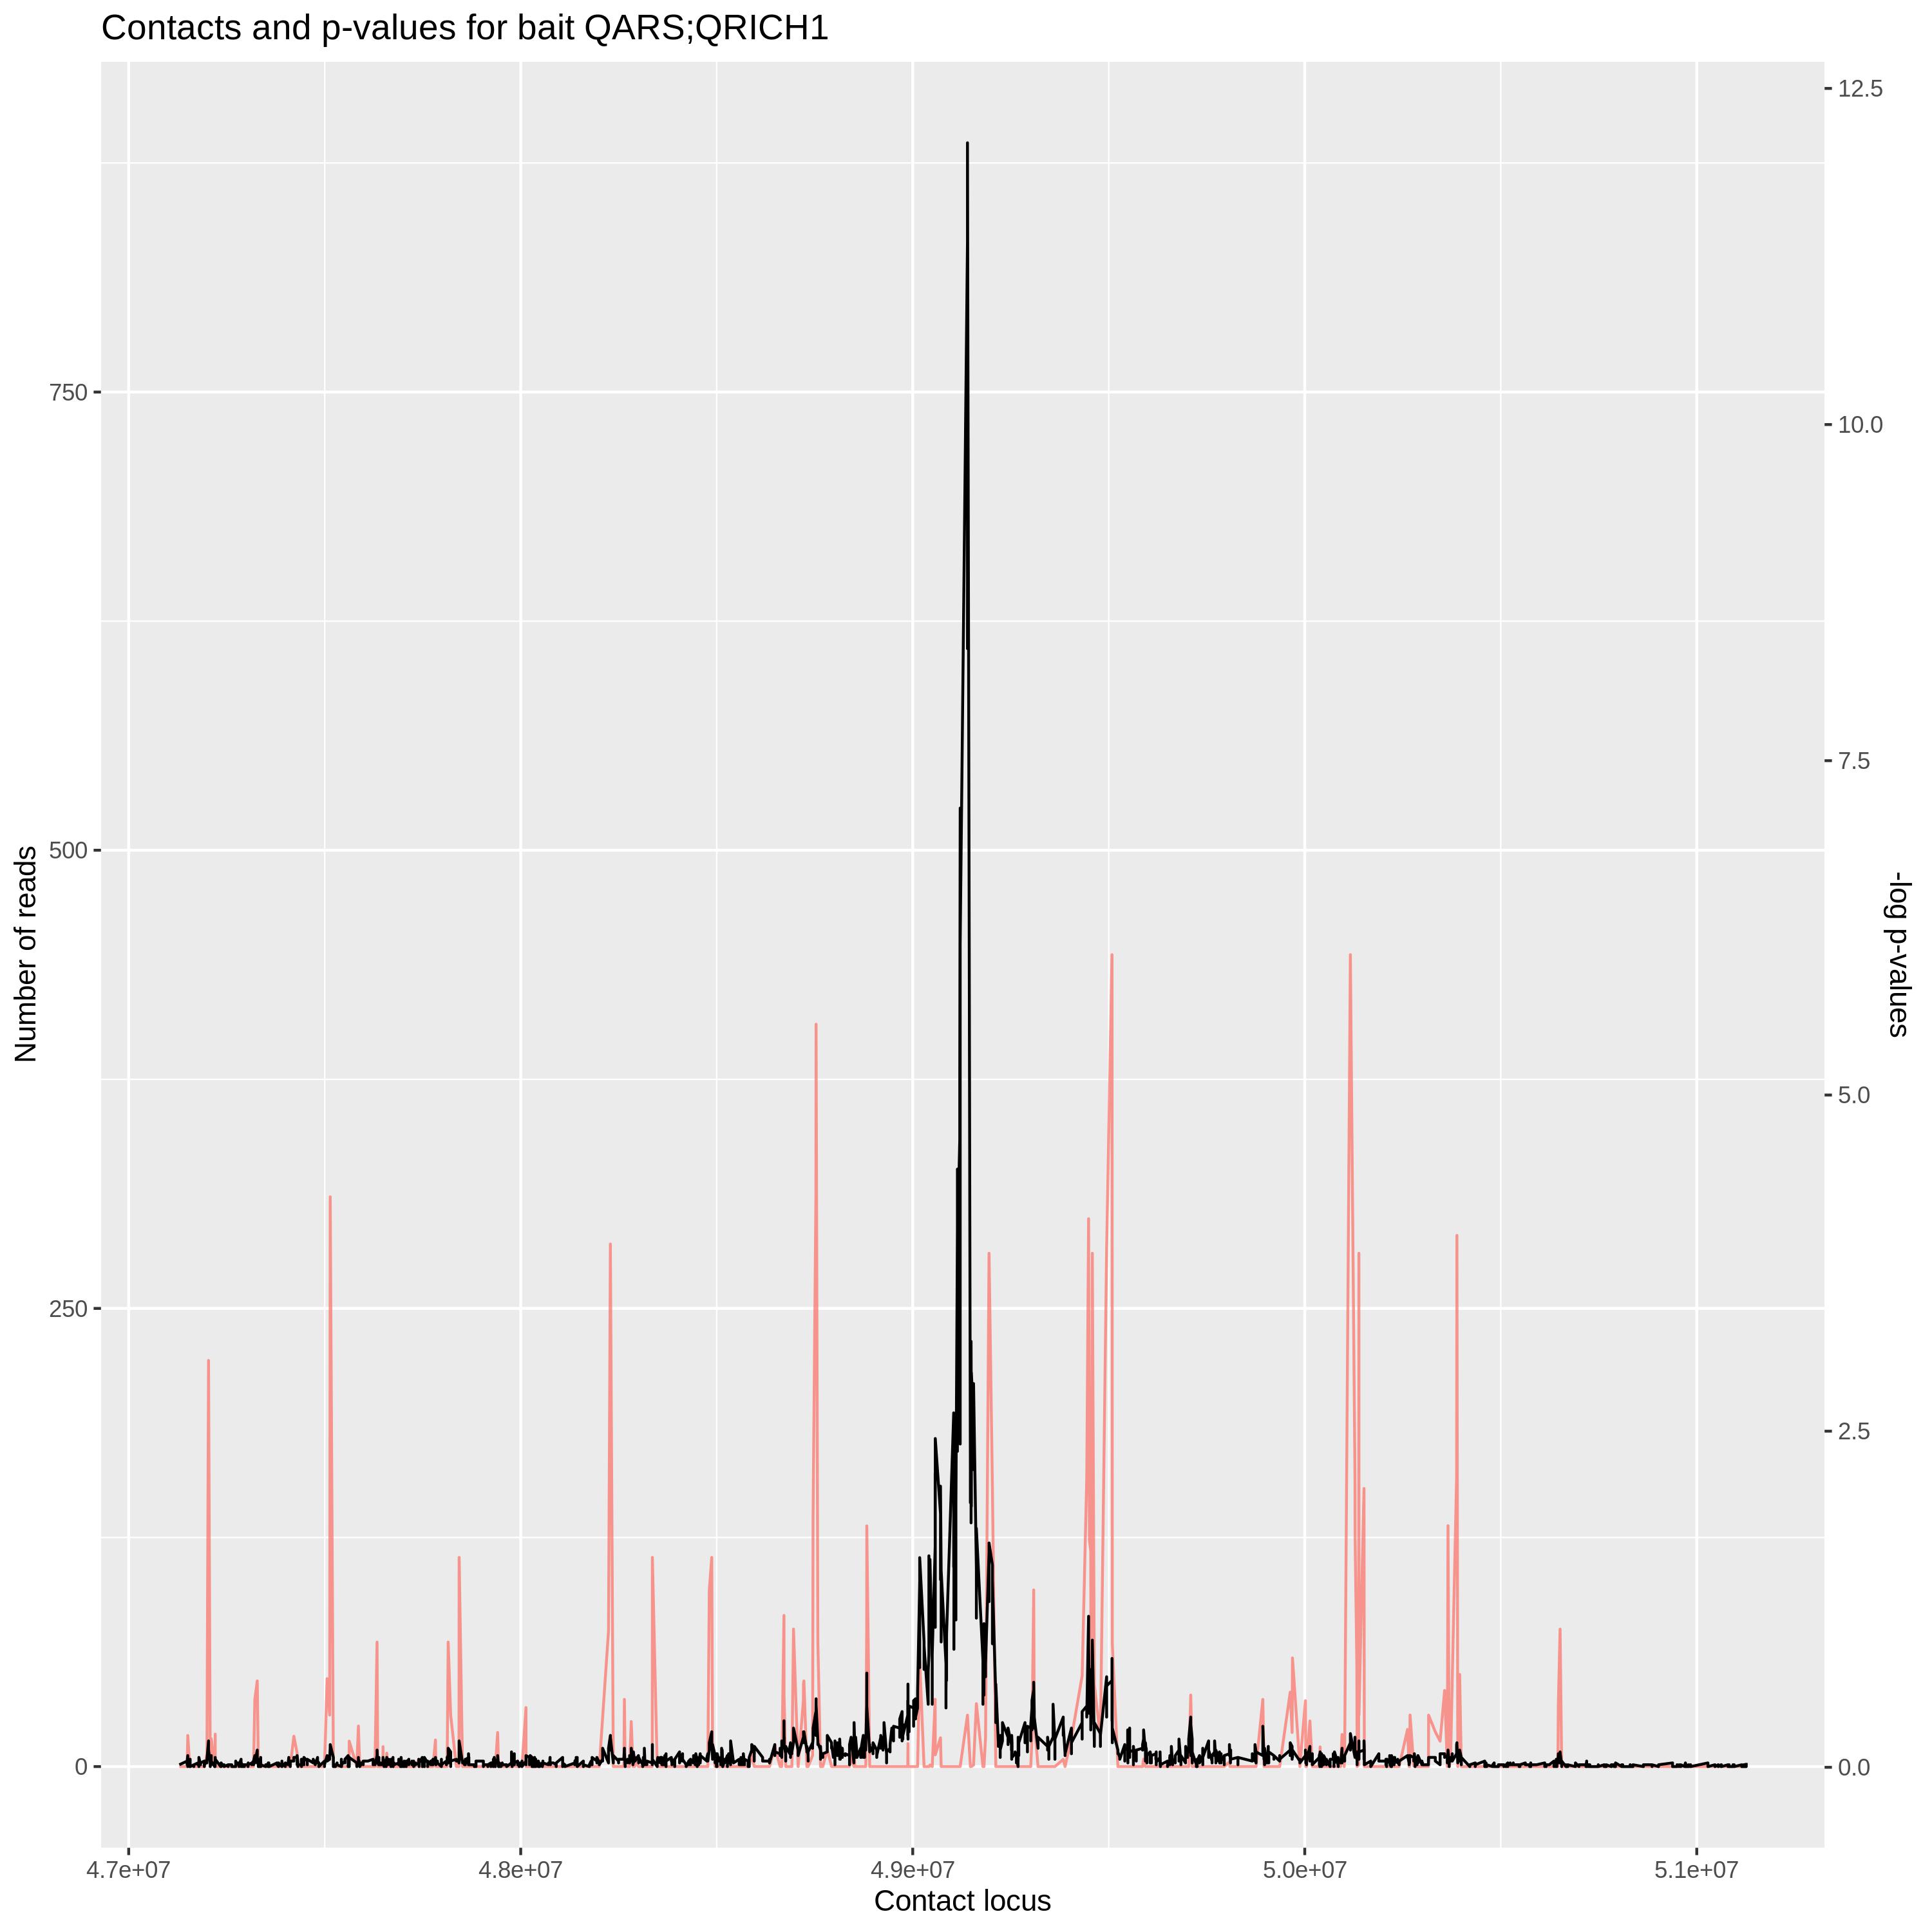 Contacts and p-values for bait QARS;QRICH1
Number of reads
750
500
250
0
12.5
10.0
7.5
5.0
2.5
0.0
-log p-values
4.7e+07
4.8e+07
4.9e+07
5.0e+07
5.1e+07
Contact locus